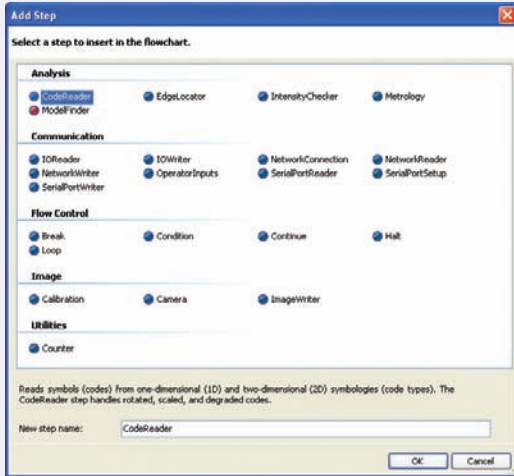 Add Step
Select a step to insert in the flowchart.
Analysis
CodeReader EdgeLocator IntensityChecker Metrology
ModelFinder
Communication
IOReader IOWriter NetworkConnection NetworkReader
NetworkWriter OperatorInputs SerialPortReader SerialPortSetup
SerialPortWriter
Flow Control
Break Condition Continue Halt
Loop
Image
Calibration Camera ImageWriter
Utilities
Counter
Reads symbols (codes) from one-dimensional (1D) and two-dimensional (2D) symbologies (code types). The
CodeReader step handles rotated, scaled, and degraded codes.
New step name: CodeReader
OK Cancel